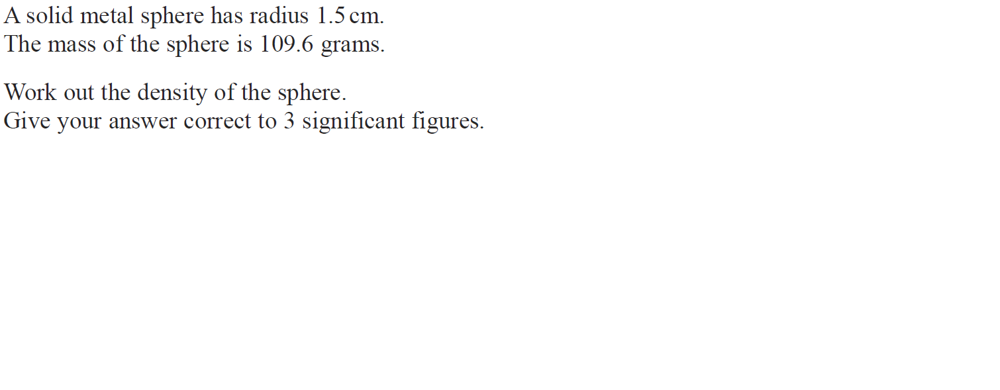 A solid metal sphere has radius 1.5 cm.
The mass of the sphere is 109.6 grams.
Work out the density of the sphere.
Give your answer correct to 3 significant figures.